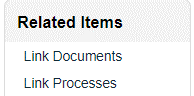 Related Items
Link Documents
Link Processes